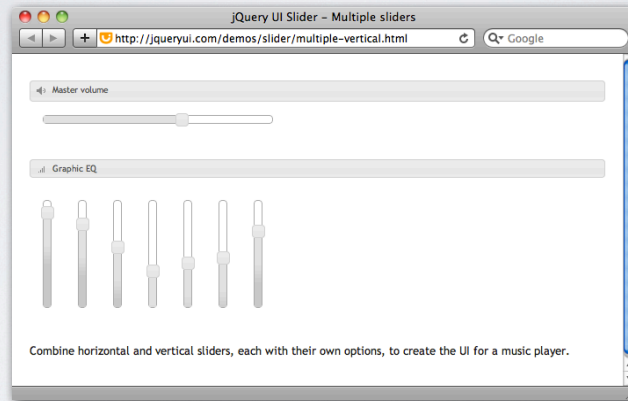 jQuery UI Slider – Multiple sliders
http://jqueryui.com/demos/slider/multiple-vertical.html
Google
Master volume
Graphic EQ
Combine horizontal and vertical sliders, each with their own options, to create the UI for a music player.